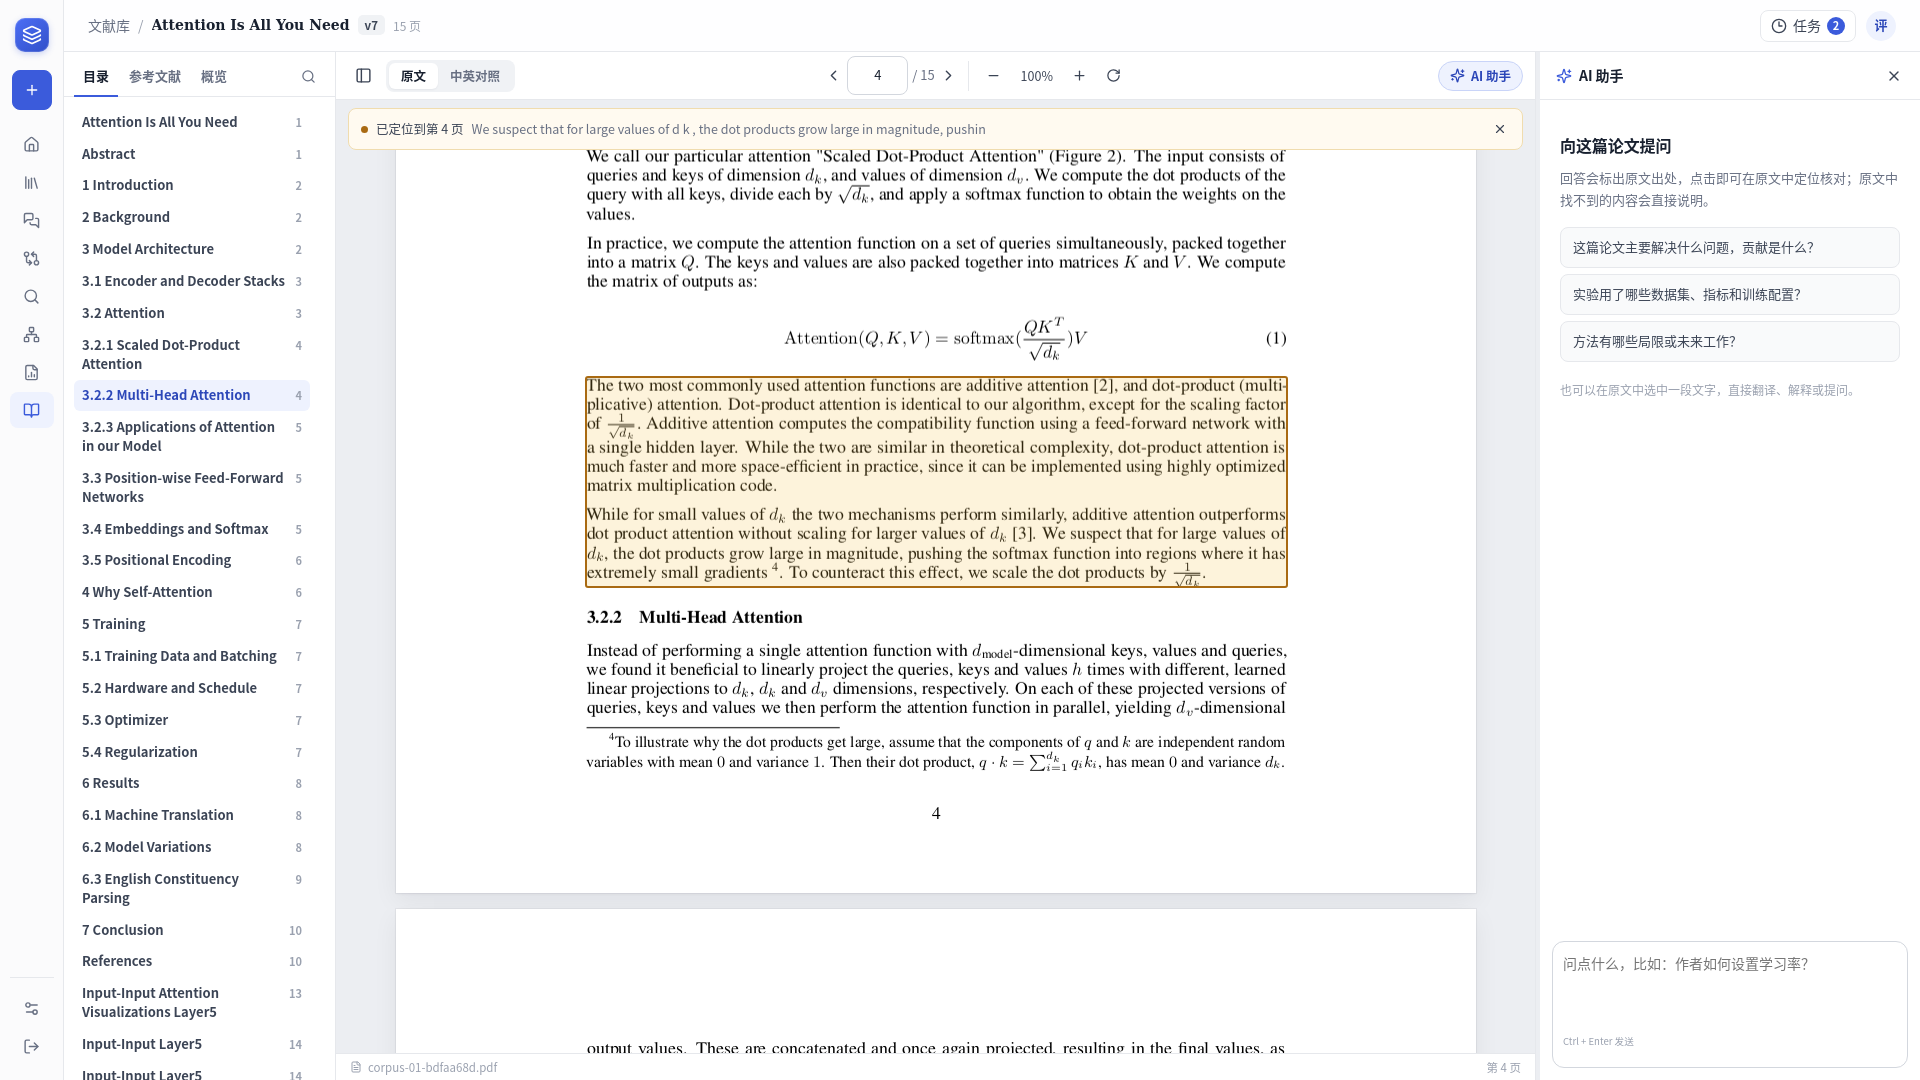 文献库 / Attention Is All You Need v7 15 页
任务 2 评
目录 参考文献 概览
Attention Is All You Need 1
Abstract 1
1 Introduction 2
2 Background 2
3 Model Architecture 2
3.1 Encoder and Decoder Stacks 3
3.2 Attention 3
3.2.1 Scaled Dot-Product 4
Attention
3.2.2 Multi-Head Attention 4
3.2.3 Applications of Attention 5
in our Model
3.3 Position-wise Feed-Forward 5
Networks
3.4 Embeddings and Softmax 5
3.5 Positional Encoding 6
4 Why Self-Attention 6
5 Training 7
5.1 Training Data and Batching 7
5.2 Hardware and Schedule 7
5.3 Optimizer 7
5.4 Regularization 7
6 Results 8
6.1 Machine Translation 8
6.2 Model Variations 8
6.3 English Constituency 9
Parsing
7 Conclusion 10
References 10
Input-Input Attention 13
Visualizations Layer5
Input-Input Layer5 14
Input-Input Layer5 14
原文 中英对照 4 / 15 100% AI 助手
已定位到第 4 页 We suspect that for large values of d k , the dot products grow large in magnitude, pushin
We call our particular attention "Scaled Dot-Product Attention" (Figure 2). The input consists of
queries and keys of dimension d_k, and values of dimension d_v. We compute the dot products of the
query with all keys, divide each by √d_k, and apply a softmax function to obtain the weights on the
values.
In practice, we compute the attention function on a set of queries simultaneously, packed together
into a matrix Q. The keys and values are also packed together into matrices K and V. We compute
the matrix of outputs as:
Attention(Q, K, V) = softmax(QK^T/√d_k)V (1)
The two most commonly used attention functions are additive attention [2], and dot-product (multi-
plicative) attention. Dot-product attention is identical to our algorithm, except for the scaling factor
of 1/√d_k. Additive attention computes the compatibility function using a feed-forward network with
a single hidden layer. While the two are similar in theoretical complexity, dot-product attention is
much faster and more space-efficient in practice, since it can be implemented using highly optimized
matrix multiplication code.
While for small values of d_k the two mechanisms perform similarly, additive attention outperforms
dot product attention without scaling for larger values of d_k [3]. We suspect that for large values of
d_k, the dot products grow large in magnitude, pushing the softmax function into regions where it has
extremely small gradients 4. To counteract this effect, we scale the dot products by 1/√d_k.
3.2.2 Multi-Head Attention
Instead of performing a single attention function with d_model-dimensional keys, values and queries,
we found it beneficial to linearly project the queries, keys and values h times with different, learned
linear projections to d_k, d_k and d_v dimensions, respectively. On each of these projected versions of
queries, keys and values we then perform the attention function in parallel, yielding d_v-dimensional
4To illustrate why the dot products get large, assume that the components of q and k are independent random
variables with mean 0 and variance 1. Then their dot product, q · k = ∑_{i=1}^{d_k} q_i k_i, has mean 0 and variance d_k.
4
output values. These are concatenated and once again projected, resulting in the final values, as
corpus-01-bdfaa68d.pdf 第 4 页
AI 助手
向这篇论文提问
回答会标出原文出处，点击即可在原文中定位核对；原文中
找不到的内容会直接说明。
这篇论文主要解决什么问题，贡献是什么？
实验用了哪些数据集、指标和训练配置？
方法有哪些局限或未来工作？
也可以在原文中选中一段文字，直接翻译、解释或提问。
问点什么，比如：作者如何设置学习率？
Ctrl + Enter 发送